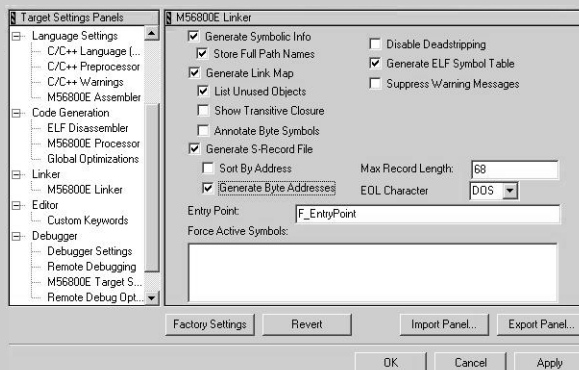 Target Settings Panels
Language Settings
C/C++ Language (...
C/C++ Preprocessor
C/C++ Warnings
M56800E Assembler
Code Generation
ELF Disassembler
M56800E Processor
Global Optimizations
Linker
M56800E Linker
Editor
Custom Keywords
Debugger
Debugger Settings
Remote Debugging
M56800E Target S...
Remote Debug Opt...
M56800E Linker
Generate Symbolic Info
Store Full Path Names
Generate Link Map
List Unused Objects
Show Transitive Closure
Annotate Byte Symbols
Generate S-Record File
Sort By Address
Generate Byte Addresses
Disable Deadstripping
Generate ELF Symbol Table
Suppress Warning Messages
Max Record Length: 68
EOL Character DOS
Entry Point: F_EntryPoint
Force Active Symbols:
Factory Settings Revert Import Panel... Export Panel...
OK Cancel Apply